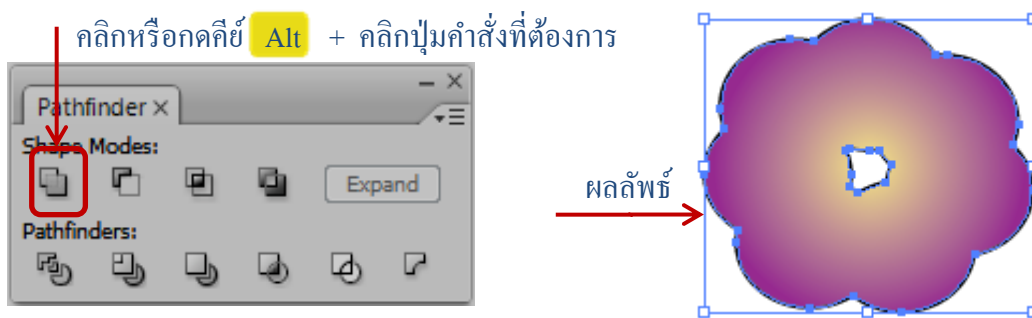 คลิกหรือกดคีย์ Alt + คลิกปุ่มคำสั่งที่ต้องการ
Pathfinder
Shape Modes:
Expand
Pathfinders:
ผลลัพธ์